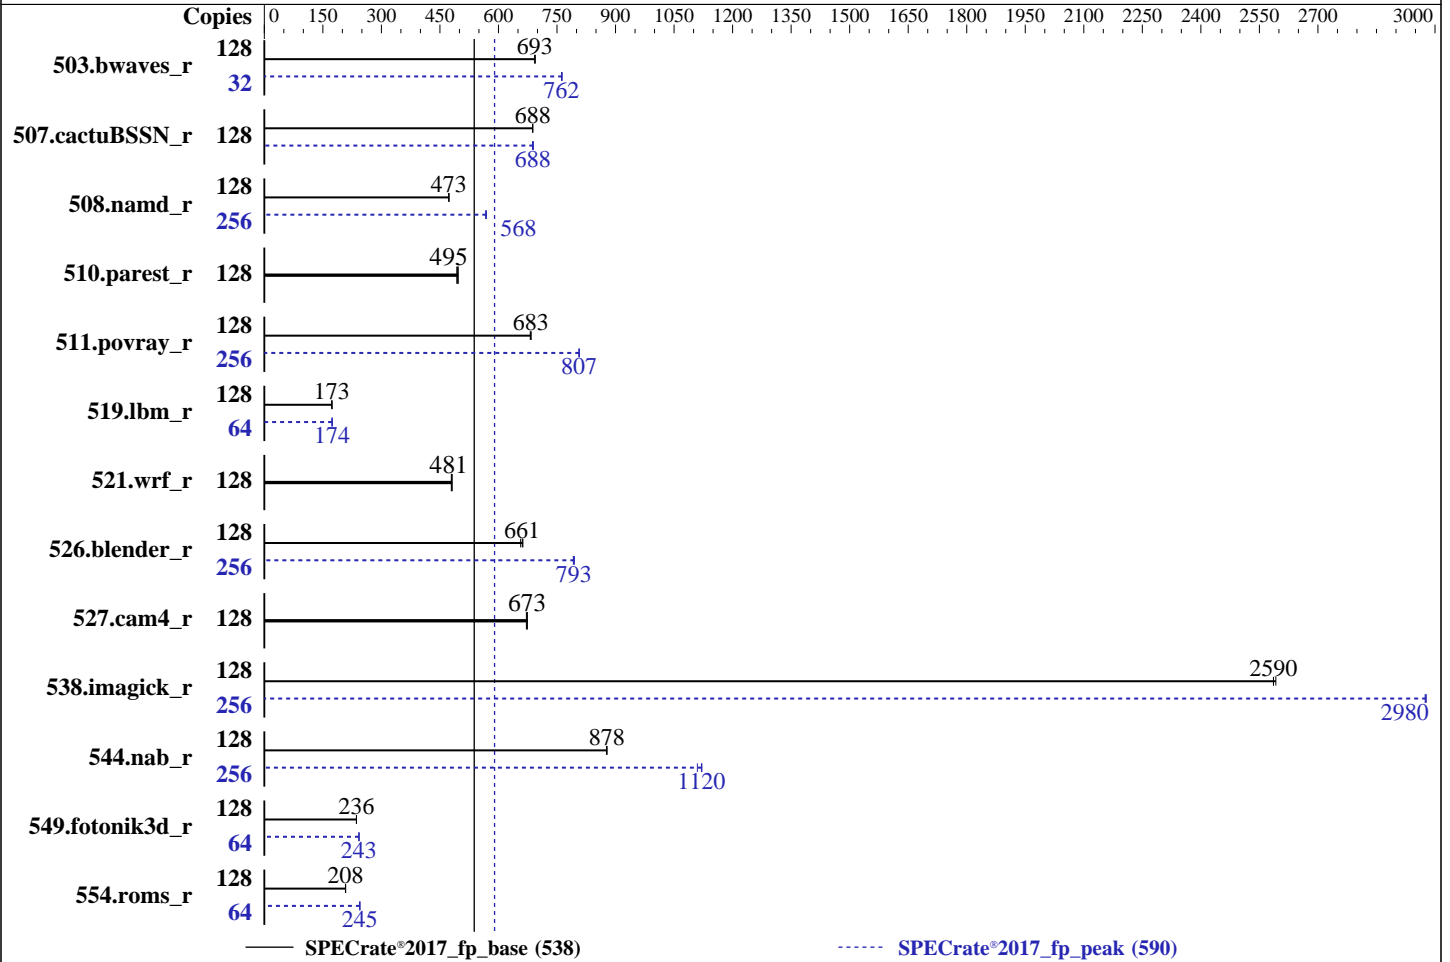 Copies 0 150 300 450 600 750 900 1050 1200 1350 1500 1650 1800 1950 2100 2250 2400 2550 2700 3000
503.bwaves_r 128 693
32 762
507.cactuBSSN_r 128 688
688
508.namd_r 128 473
256 568
510.parest_r 128 495
511.povray_r 128 683
256 807
519.lbm_r 128 173
64 174
521.wrf_r 128 481
526.blender_r 128 661
256 793
527.cam4_r 128 673
538.imagick_r 128 2590
256 2980
544.nab_r 128 878
256 1120
549.fotonik3d_r 128 236
64 243
554.roms_r 128 208
64 245
SPECrate®2017_fp_base (538) SPECrate®2017_fp_peak (590)